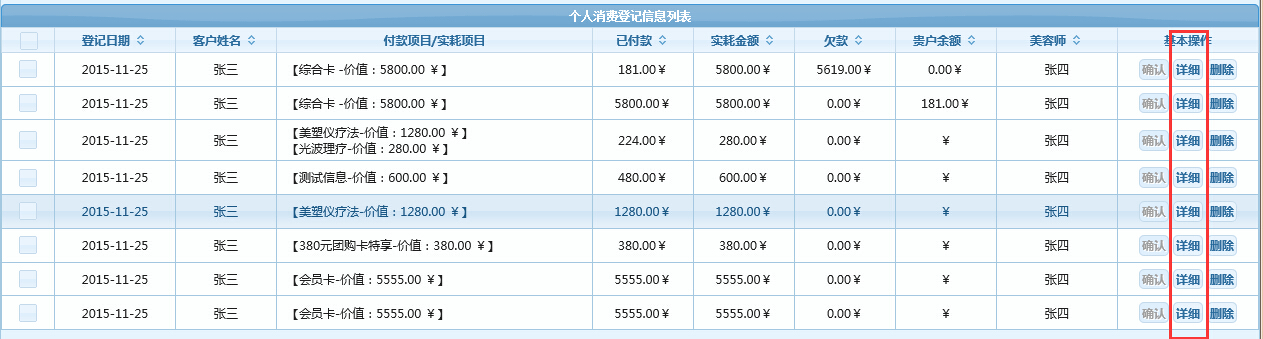 个人消费登记信息列表
登记日期 客户姓名 付款项目/实耗项目 已付款 实耗金额 欠款 贵户余额 美容师 基本操作
2015-11-25 张三 【综合卡 -价值：5800.00 ￥】 181.00￥ 5800.00￥ 5619.00￥ 0.00￥ 张四 确认 详细 删除
2015-11-25 张三 【综合卡 -价值：5800.00 ￥】 5800.00￥ 5800.00￥ 0.00￥ 181.00￥ 张四 确认 详细 删除
2015-11-25 张三 【美塑仪疗法-价值：1280.00 ￥】
【光波理疗-价值：280.00 ￥】 224.00￥ 280.00￥ 0.00￥ ￥ 张四 确认 详细 删除
2015-11-25 张三 【测试信息-价值：600.00 ￥】 480.00￥ 600.00￥ 0.00￥ ￥ 张四 确认 详细 删除
2015-11-25 张三 【美塑仪疗法-价值：1280.00 ￥】 1280.00￥ 1280.00￥ 0.00￥ ￥ 张四 确认 详细 删除
2015-11-25 张三 【380元团购卡特享-价值：380.00 ￥】 380.00￥ 380.00￥ 0.00￥ ￥ 张四 确认 详细 删除
2015-11-25 张三 【会员卡-价值：5555.00 ￥】 5555.00￥ 5555.00￥ 0.00￥ ￥ 张四 确认 详细 删除
2015-11-25 张三 【会员卡-价值：5555.00 ￥】 5555.00￥ 5555.00￥ 0.00￥ ￥ 张四 确认 详细 删除